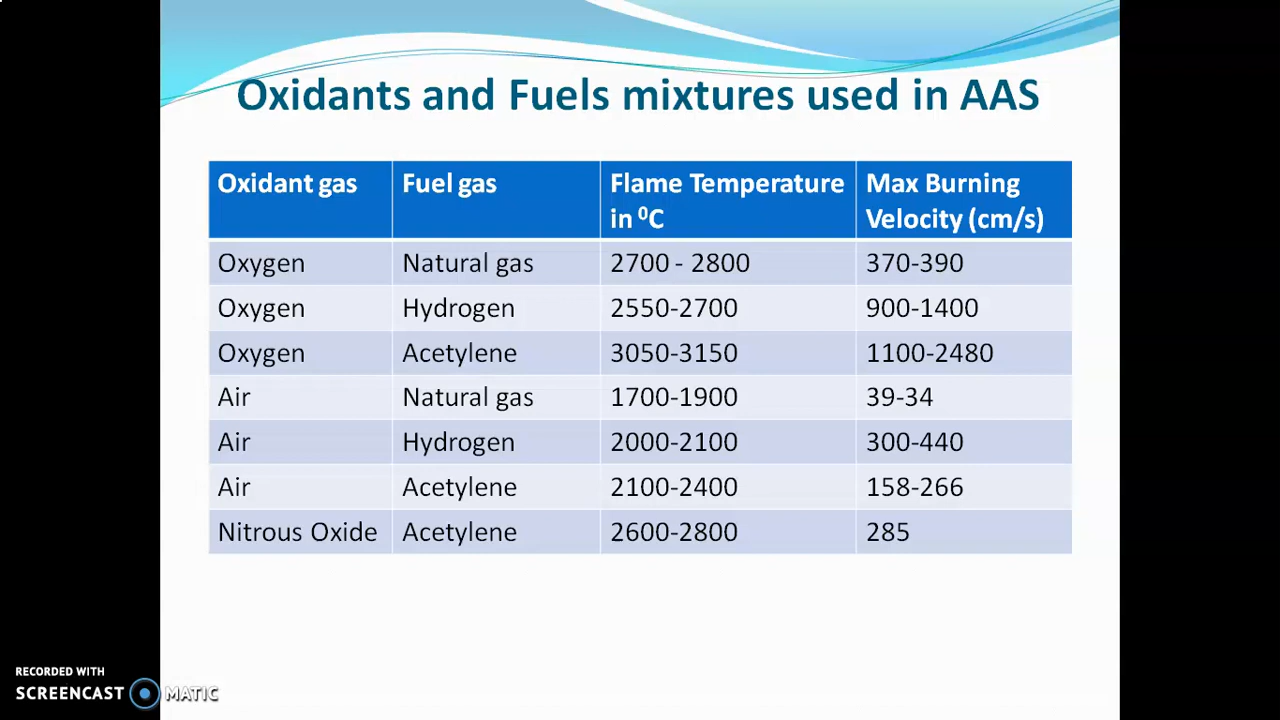 Oxidants and Fuels mixtures used in AAS
Oxidant gas Fuel gas Flame Temperature in ⁰C Max Burning Velocity (cm/s)
Oxygen Natural gas 2700 - 2800 370-390
Oxygen Hydrogen 2550-2700 900-1400
Oxygen Acetylene 3050-3150 1100-2480
Air Natural gas 1700-1900 39-34
Air Hydrogen 2000-2100 300-440
Air Acetylene 2100-2400 158-266
Nitrous Oxide Acetylene 2600-2800 285
RECORDED WITH
SCREENCAST MATIC